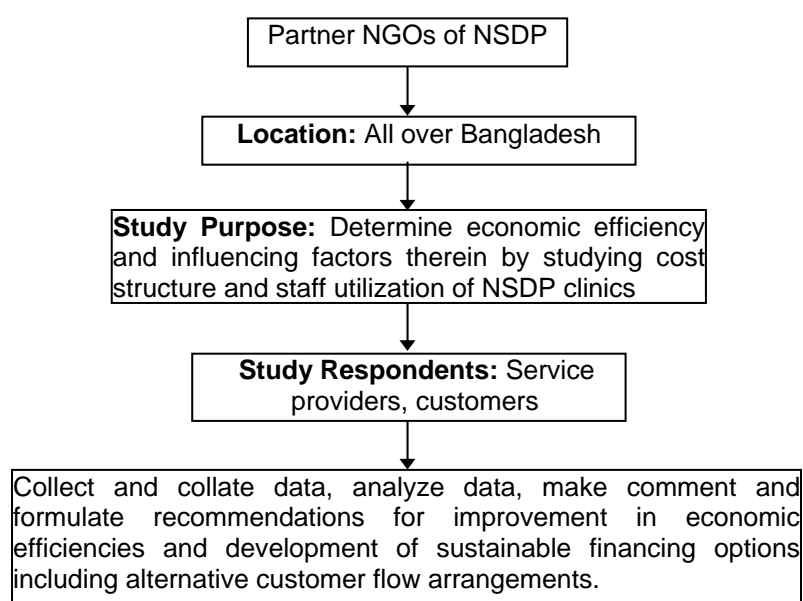 Partner NGOs of NSDP
Location: All over Bangladesh
Study Purpose: Determine economic efficiency
and influencing factors therein by studying cost
structure and staff utilization of NSDP clinics
Study Respondents: Service
providers, customers
Collect and collate data, analyze data, make comment and
formulate recommendations for improvement in economic
efficiencies and development of sustainable financing options
including alternative customer flow arrangements.